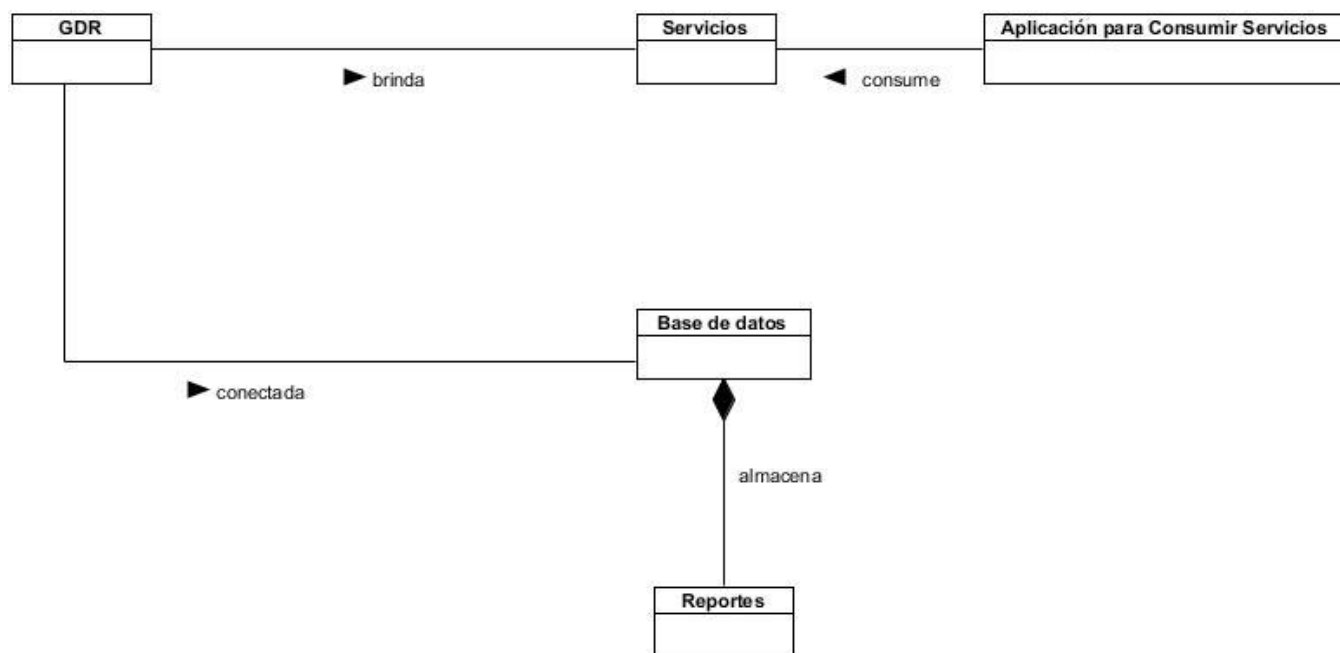 GDR
Servicios
Aplicación para Consumir Servicios
brinda
consume
Base de datos
conectada
almacena
Reportes